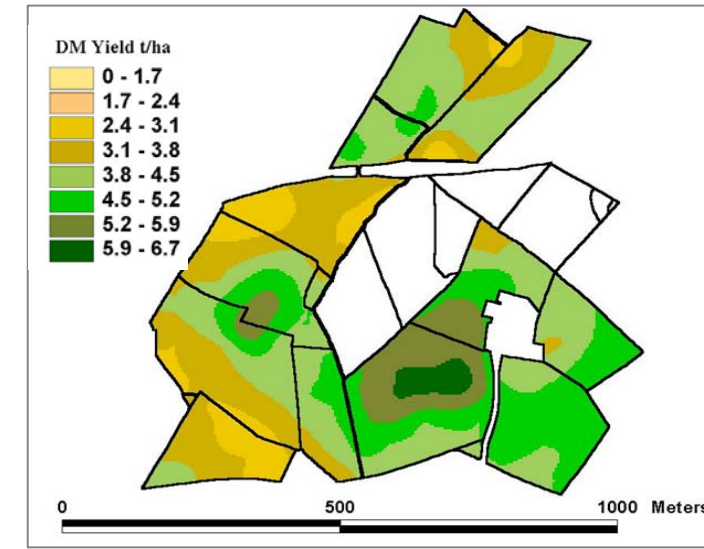 DM Yield t/ha
0 - 1.7
1.7 - 2.4
2.4 - 3.1
3.1 - 3.8
3.8 - 4.5
4.5 - 5.2
5.2 - 5.9
5.9 - 6.7
0 500 1000 Meters